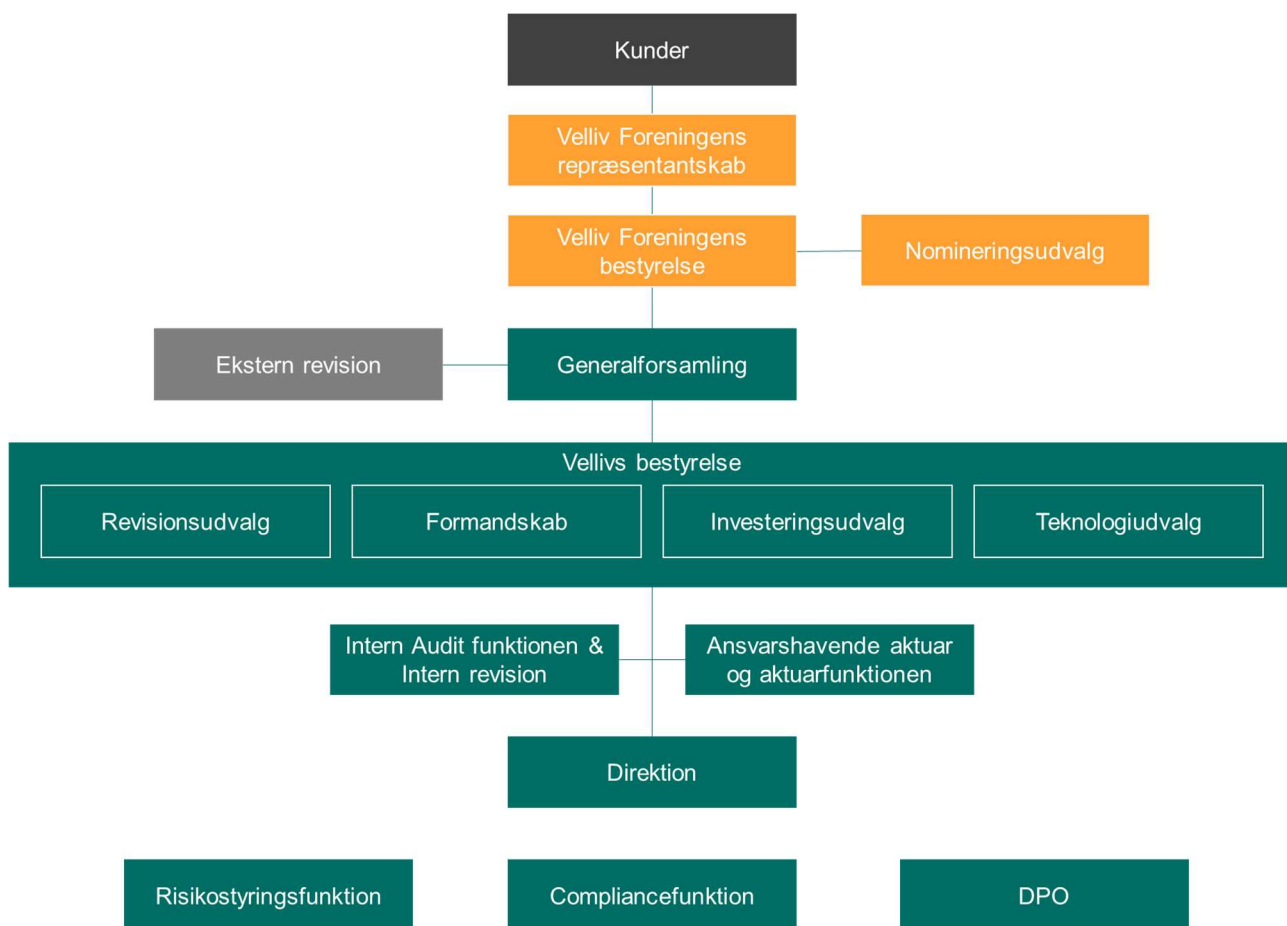 Kunder
Velliv Foreningens
repræsentantskab
Velliv Foreningens
bestyrelse
Nomineringsudvalg
Ekstern revision
Generalforsamling
Vellivs bestyrelse
Revisionsudvalg
Formandskab
Investeringsudvalg
Teknologiudvalg
Intern Audit funktionen &
Intern revision
Ansvarshavende aktuar
og aktuarfunktionen
Direktion
Risikostyringsfunktion
Compliancefunktion
DPO